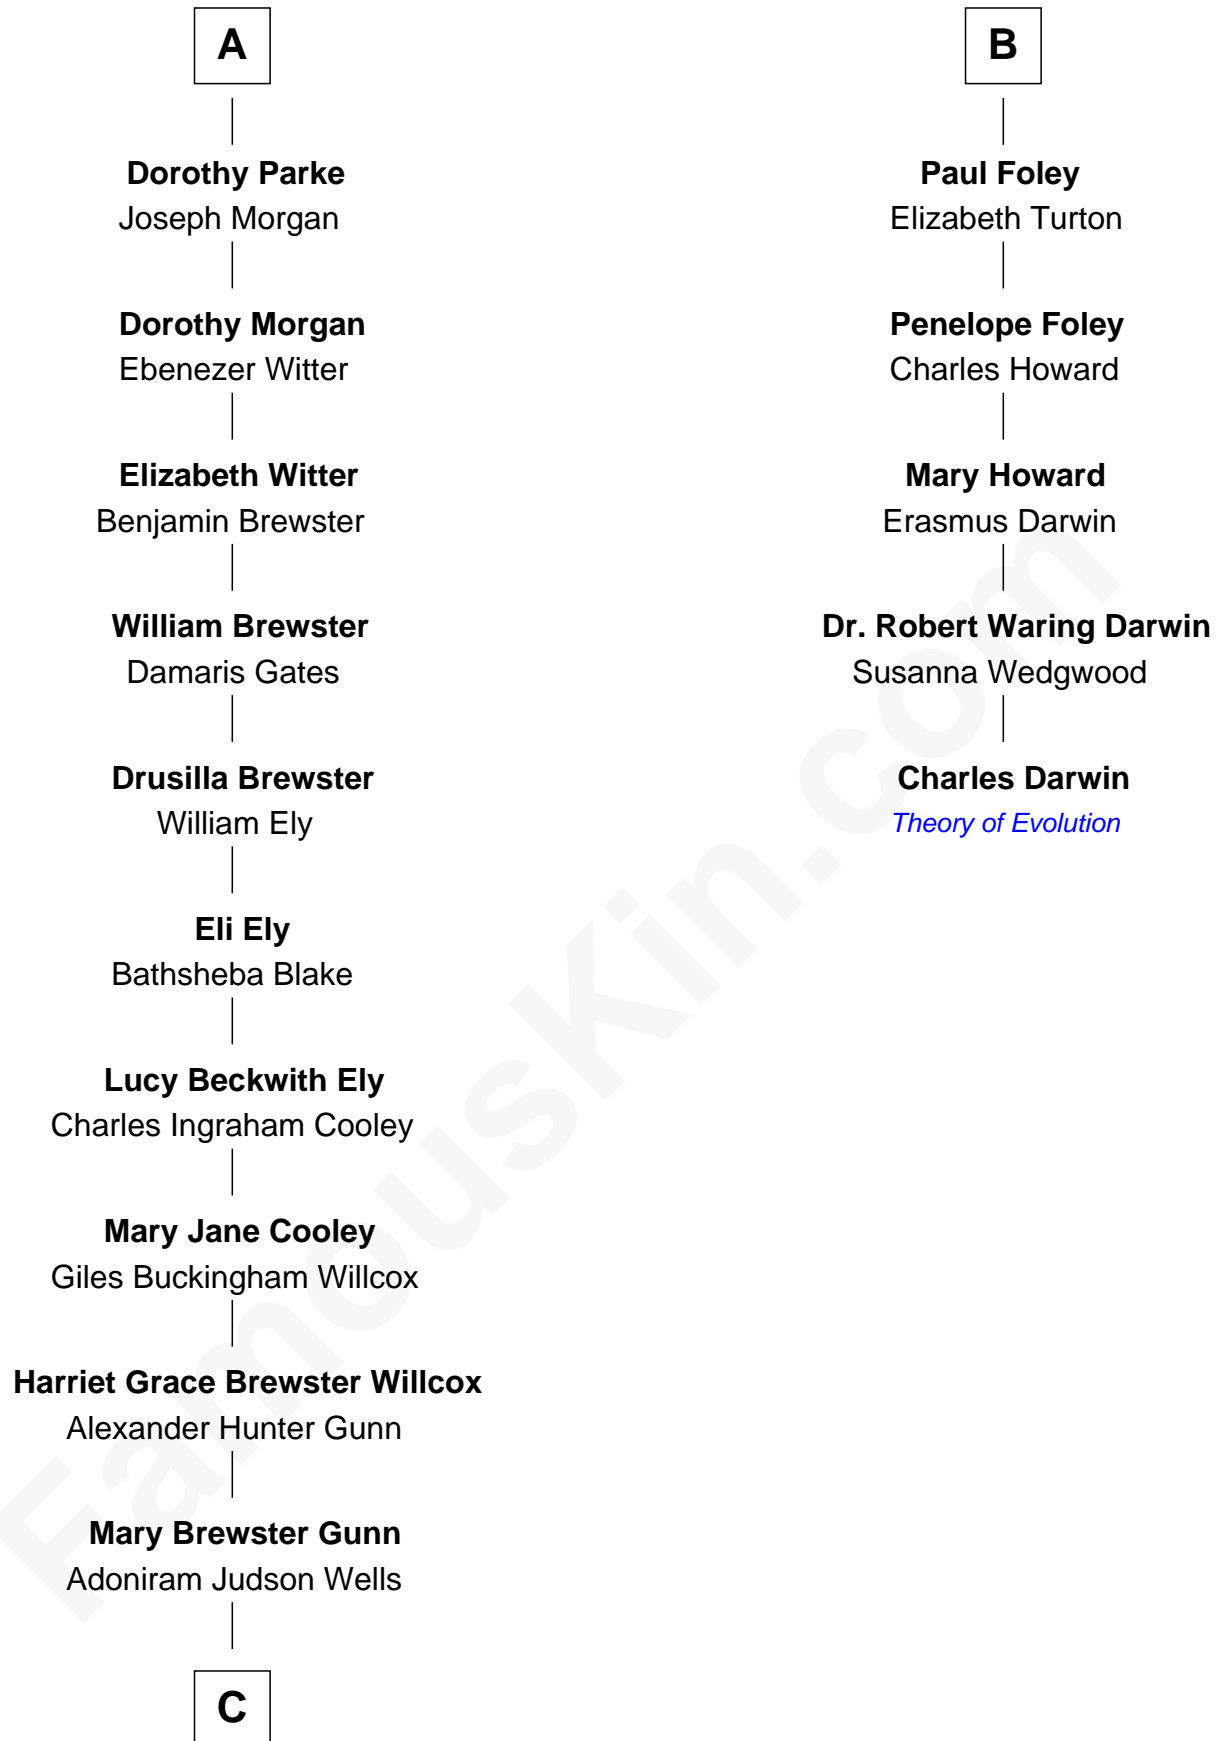 A
Dorothy Parke
Joseph Morgan
Dorothy Morgan
Ebenezer Witter
Elizabeth Witter
Benjamin Brewster
William Brewster
Damaris Gates
Drusilla Brewster
William Ely
Eli Ely
Bathsheba Blake
Lucy Beckwith Ely
Charles Ingraham Cooley
Mary Jane Cooley
Giles Buckingham Willcox
Harriet Grace Brewster Willcox
Alexander Hunter Gunn
Mary Brewster Gunn
Adoniram Judson Wells
C
B
Paul Foley
Elizabeth Turton
Penelope Foley
Charles Howard
Mary Howard
Erasmus Darwin
Dr. Robert Waring Darwin
Susanna Wedgwood
Charles Darwin
Theory of Evolution
FamousKin.com